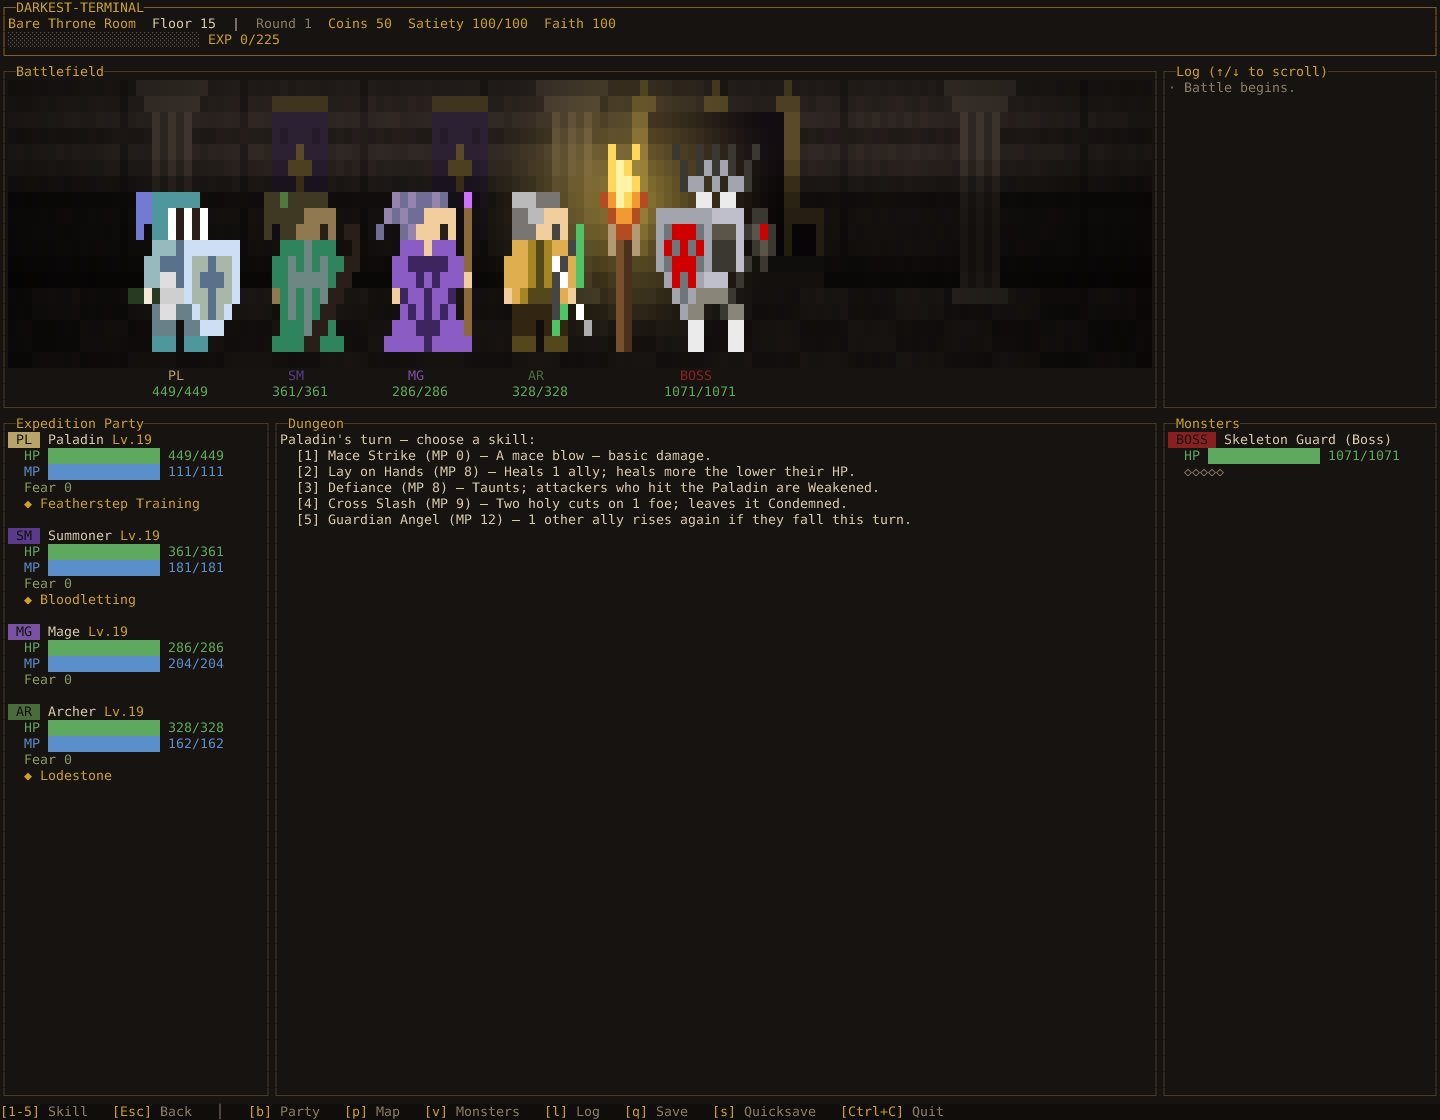 DARKEST-TERMINAL
Bare Throne Room  Floor 15  |  Round 1  Coins 50  Satiety 100/100  Faith 100
EXP 0/225
Battlefield
PL SM MG AR BOSS
449/449 361/361 286/286 328/328 1071/1071
Log (↑/↓ to scroll)
· Battle begins.
Expedition Party
PL Paladin Lv.19
HP 449/449
MP 111/111
Fear 0
◆ Featherstep Training
SM Summoner Lv.19
HP 361/361
MP 181/181
Fear 0
◆ Bloodletting
MG Mage Lv.19
HP 286/286
MP 204/204
Fear 0
AR Archer Lv.19
HP 328/328
MP 162/162
Fear 0
◆ Lodestone
Dungeon
Paladin's turn — choose a skill:
[1] Mace Strike (MP 0) — A mace blow — basic damage.
[2] Lay on Hands (MP 8) — Heals 1 ally; heals more the lower their HP.
[3] Defiance (MP 8) — Taunts; attackers who hit the Paladin are Weakened.
[4] Cross Slash (MP 9) — Two holy cuts on 1 foe; leaves it Condemned.
[5] Guardian Angel (MP 12) — 1 other ally rises again if they fall this turn.
Monsters
BOSS Skeleton Guard (Boss)
HP 1071/1071
◇◇◇◇◇
[1-5] Skill [Esc] Back │ [b] Party [p] Map [v] Monsters [l] Log [q] Save [s] Quicksave [Ctrl+C] Quit